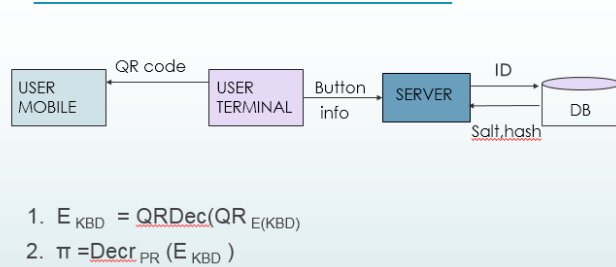 QR code
USER
MOBILE
USER
TERMINAL
Button
info
SERVER
ID
DB
Salt,hash
1. E KBD = QRDec(QR E(KBD)
2. π =Decr PR (E KBD )